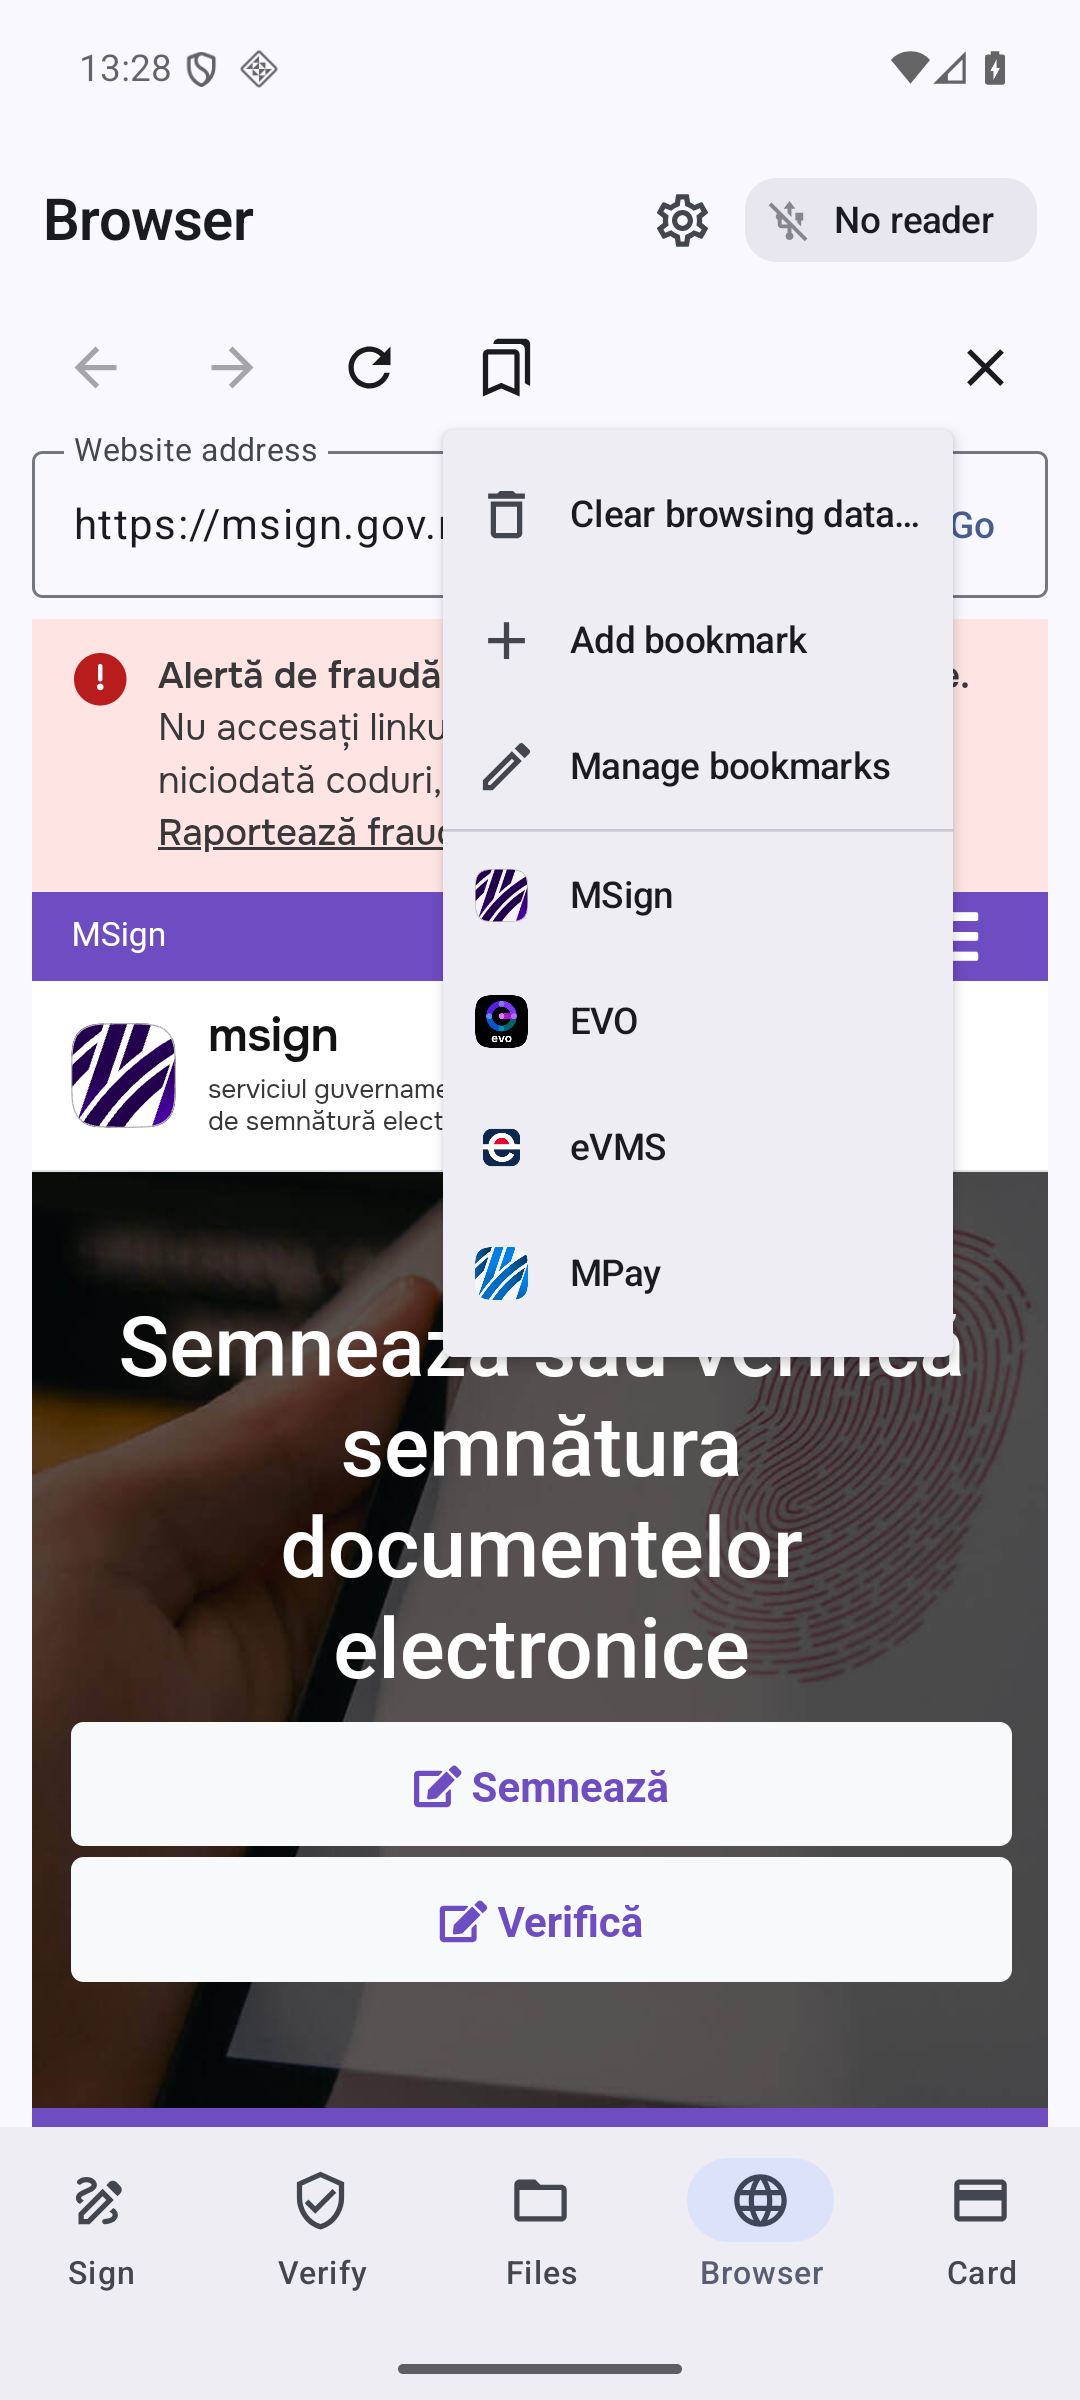 13:28
Browser
No reader
Website address
https://msign.gov.
Go
Clear browsing data...
Add bookmark
Manage bookmarks
MSign
EVO
evo
eVMS
MPay
Alertă de fraudă
e.
Nu accesați linku
niciodată coduri,
Raportează frau
MSign
msign
serviciul guvername
de semnătură elect
Semnează sau verifică
semnătura
documentelor
electronice
Semnează
Verifică
Sign
Verify
Files
Browser
Card